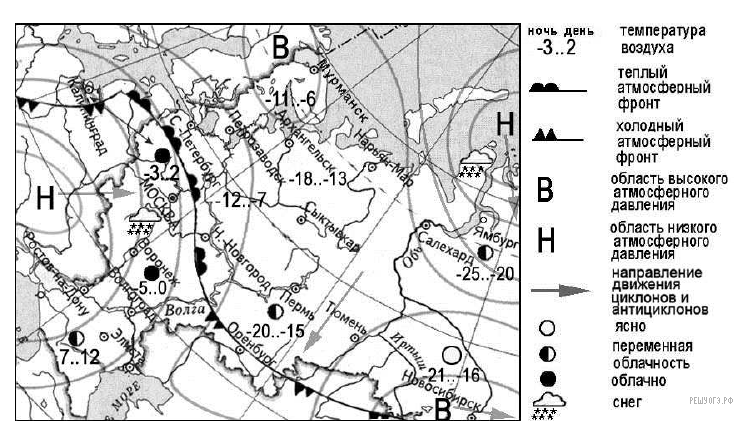 В
Мурманск
-11..-6
Калининград
С. Петербург
Петрозаводск
Архангельск
Нарьян-Мар
Н
-3..2
-18..-13
Н
МОСКВА
-12..-7
Сыктывкар
Обь
Салехард
Ямбург
-25..-20
Воронеж
-5..0
Н. Новгород
Ростов-на-Дону
Волгоград
Волга
Пермь
-20..-15
Тюмень
Иртыш
7..12
Элиста
Оренбург
21 .. 16
Новосибирск
В
МОРЕ
ночь день
-3..2
температура
воздуха
теплый
атмосферный
фронт
холодный
атмосферный
фронт
В
область высокого
атмосферного
давления
Н
область низкого
атмосферного
давления
направление
движения
циклонов и
антициклонов
ясно
переменная
облачность
облачно
снег
РЕШУОГЭ.РФ